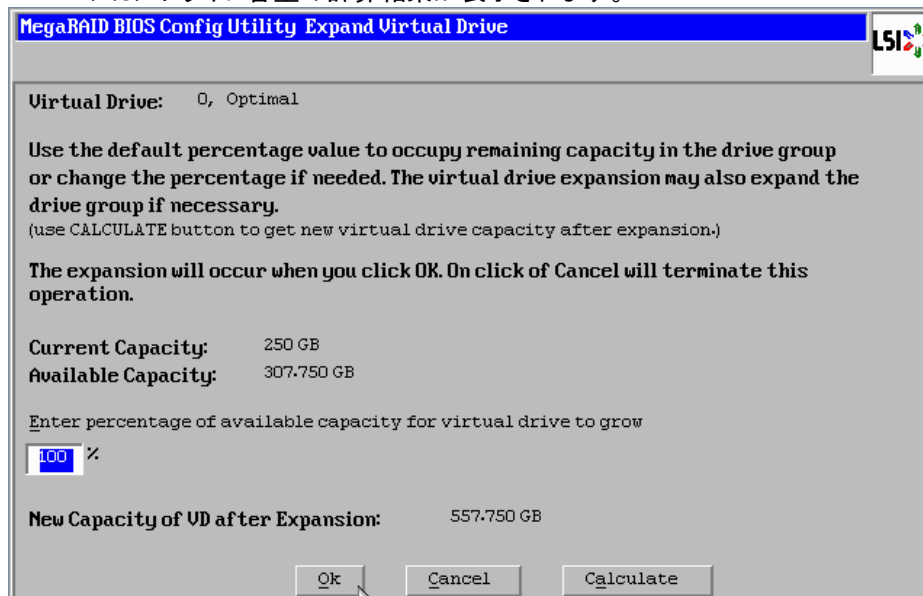 MegaRAID BIOS Config Utility Expand Virtual Drive
LSI
Virtual Drive: 0, Optimal
Use the default percentage value to occupy remaining capacity in the drive group
or change the percentage if needed. The virtual drive expansion may also expand the
drive group if necessary.
(use CALCULATE button to get new virtual drive capacity after expansion.)
The expansion will occur when you click OK. On click of Cancel will terminate this
operation.
Current Capacity: 250 GB
Available Capacity: 307.750 GB
Enter percentage of available capacity for virtual drive to grow
100 %
New Capacity of VD after Expansion: 557.750 GB
Ok Cancel Calculate